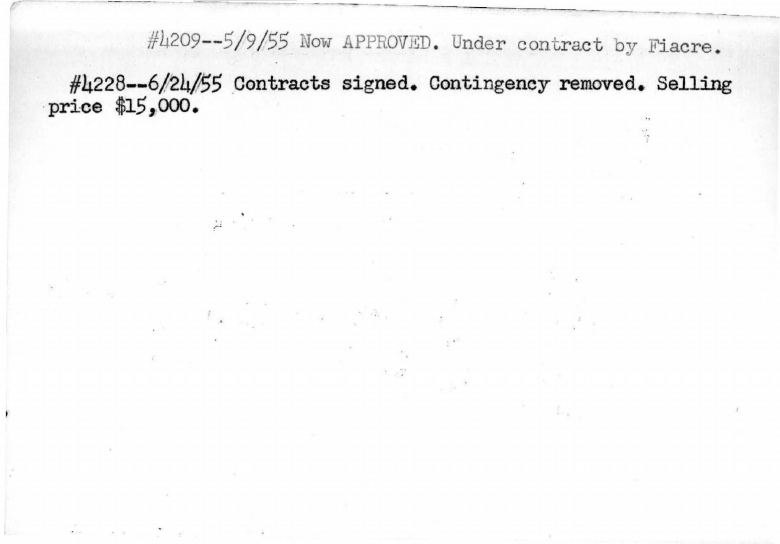 #4209--5/9/55 Now APPROVED. Under contract by Fiacre.
#4228--6/24/55 Contracts signed. Contingency removed. Selling
price $15,000.